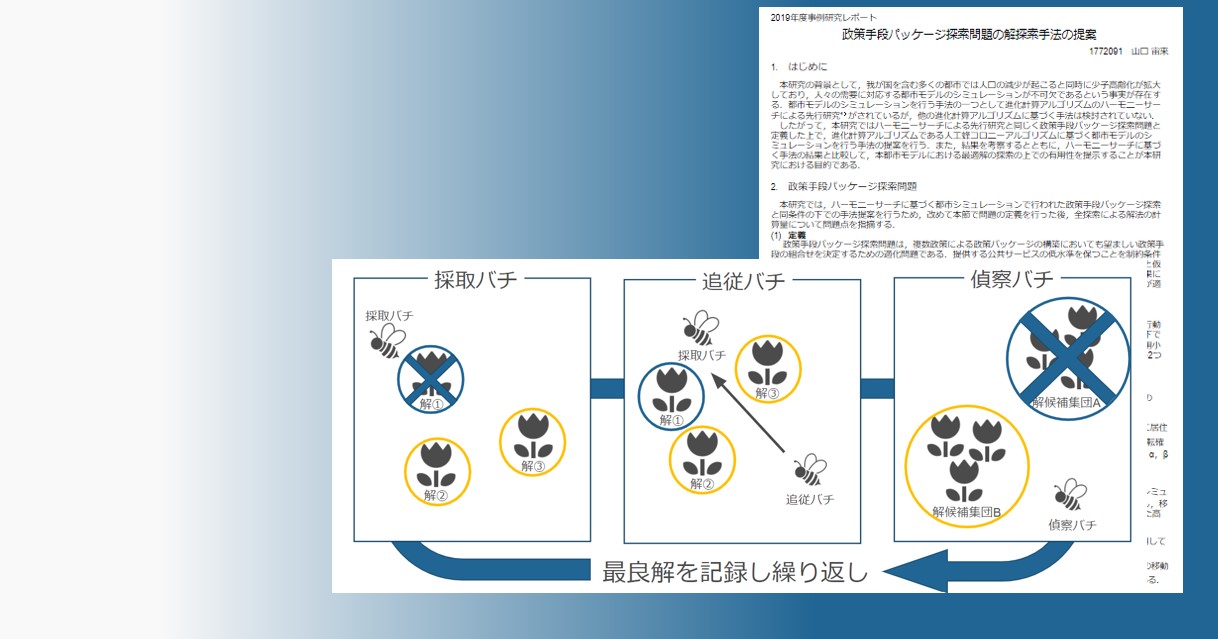 2019年度事例研究レポート
政策手段パッケージ探索問題の解探索手法の提案
1772091 山口 宙来
1. はじめに
本研究の背景として，我が国を含む多くの都市では人口の減少が起こると同時に少子高齢化が拡大
しており，人々の需要に対応する都市モデルのシミュレーションが不可欠であるという事実が存在す
る．都市モデルのシミュレーションを行う手法の一つとして進化計算アルゴリズムのハーモニーサー
チによる先行研究¹⁾がされているが，他の進化計算アルゴリズムに基づく手法は検討されていない．
したがって，本研究ではハーモニーサーチによる先行研究と同じく政策手段パッケージ探索問題と
定義した上で，進化計算アルゴリズムである人工蜂コロニーアルゴリズムに基づく都市モデルのシ
ミュレーションを行う手法の提案を行う．また，結果を考察するとともに，ハーモニーサーチに基づ
く手法の結果と比較して，本都市モデルにおける最適解の探索の上での有用性を提示することが本研
究における目的である．
2. 政策手段パッケージ探索問題
本研究では，ハーモニーサーチに基づく都市シミュレーションで行われた政策手段パッケージ探索
と同条件の下での手法提案を行うため，改めて本節で問題の定義を行った後，全探索による解法の計
算量について問題点を指摘する．
(1) 定義
政策手段パッケージ探索問題は，複数政策による政策パッケージの構築においても望ましい政策手
段の組合せを決定するための適化問題である．提供する公共サービスの低水準を保つことを制約条件
と仮
果に
が適
行動
下で
用小
2つ
り
に居住
転確
α，β
ミュ
，移
た高
して
の移動
る．
採取バチ
採取バチ
解①
解②
解③
追従バチ
採取バチ
解①
解②
解③
追従バチ
偵察バチ
解候補集団A
解候補集団B
偵察バチ
最良解を記録し繰り返し